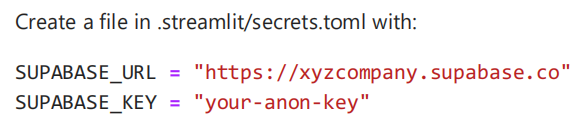 Create a file in .streamlit/secrets.toml with:
SUPABASE_URL = "https://xyzcompany.supabase.co"
SUPABASE_KEY = "your-anon-key"